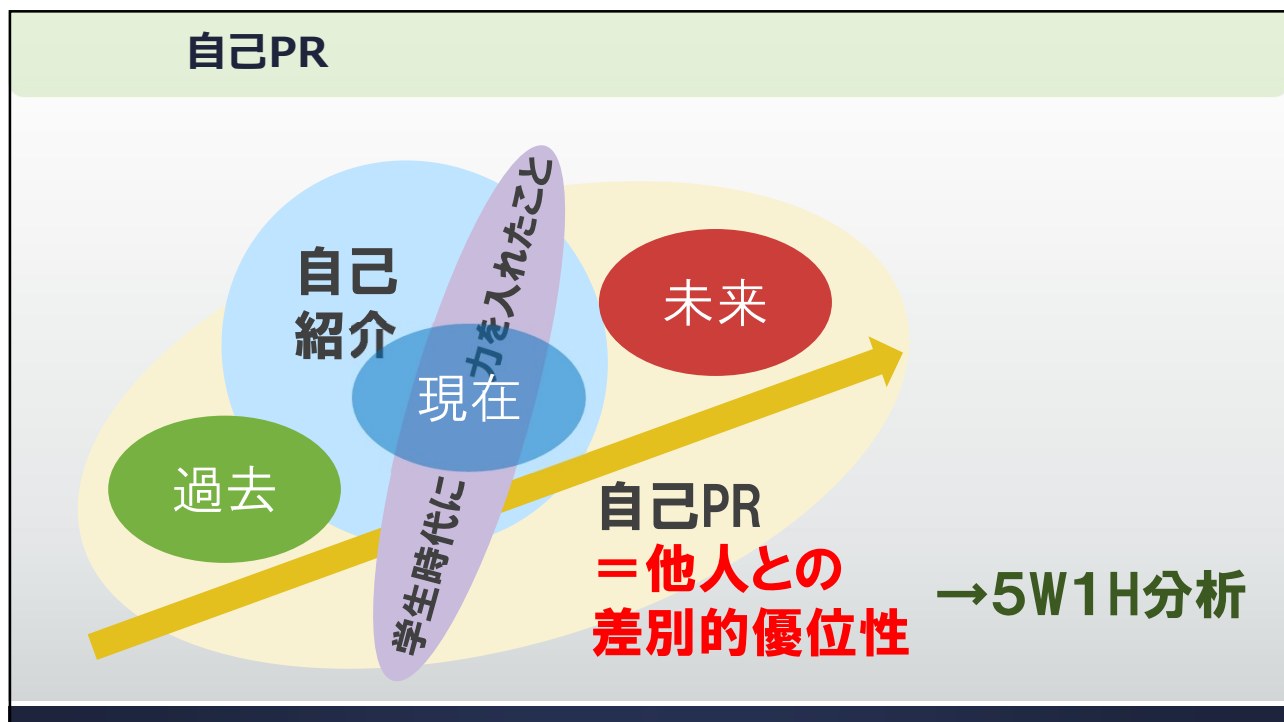 自己PR
自己
紹介
学生時代に力を入れたこと
過去
現在
未来
自己PR
＝他人との
差別的優位性
→5W1H分析